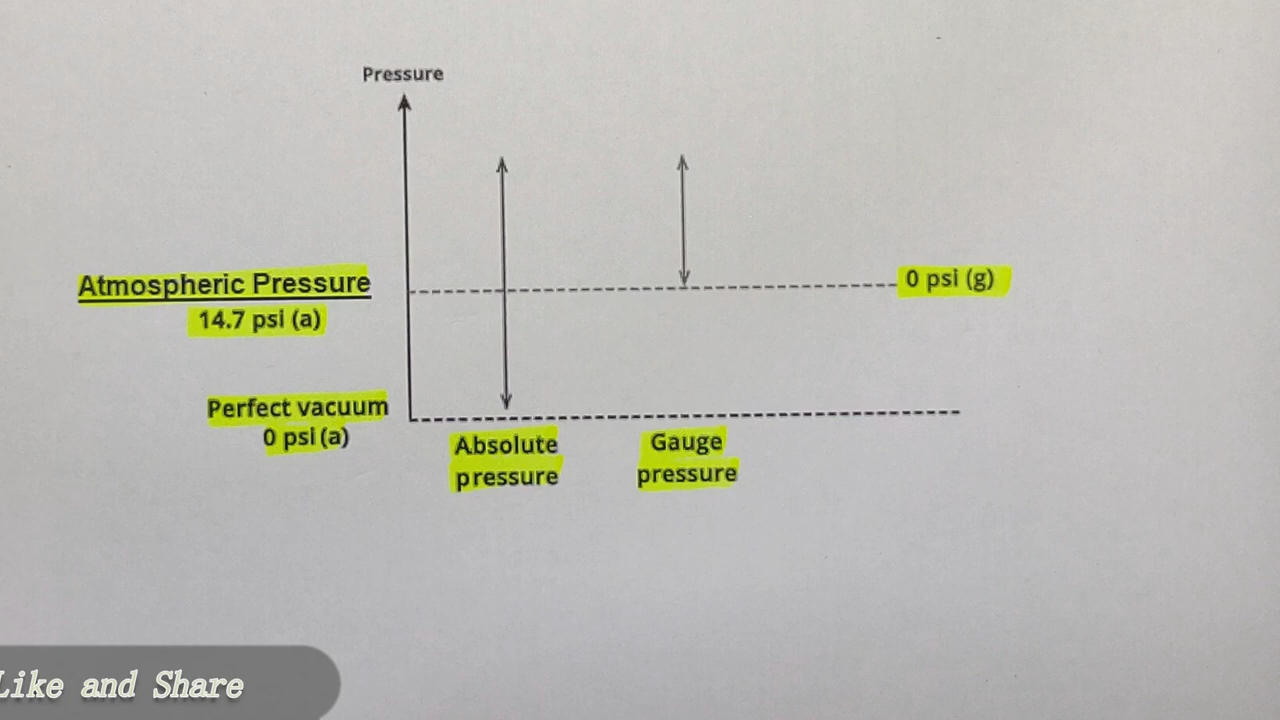 Pressure
Atmospheric Pressure
0 psi (g)
14.7 psi (a)
Perfect vacuum
0 psi (a)
Absolute
pressure
Gauge
pressure
Like and Share